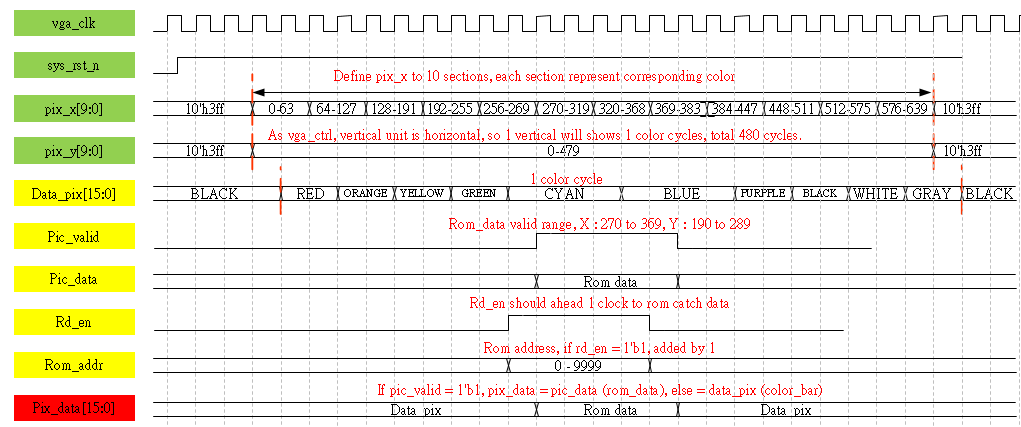 vga_clk
sys_rst_n
Define pix_x to 10 sections, each section represent corresponding color
pix_x[9:0] 10'h3ff 0-63 64-127 128-191 192-255 256-269 270-319 320-368 369-383 384-447 448-511 512-575 576-639 10'h3ff
As vga_ctrl, vertical unit is horizontal, so 1 vertical will shows 1 color cycles, total 480 cycles.
pix_y[9:0] 10'h3ff 0-479 10'h3ff
1 color cycle
Data_pix[15:0] BLACK RED ORANGE YELLOW GREEN CYAN BLUE PURPPLE BLACK WHITE GRAY BLACK
Rom_data valid range, X : 270 to 369, Y : 190 to 289
Pic_valid
Pic_data Rom data
Rd_en should ahead 1 clock to rom catch data
Rd_en
Rom address, if rd_en = 1'b1, added by 1
Rom_addr 0 - 9999
If pic_valid = 1'b1, pix_data = pic_data (rom_data), else = data_pix (color_bar)
Pix_data[15:0] Data_pix Rom data Data_pix